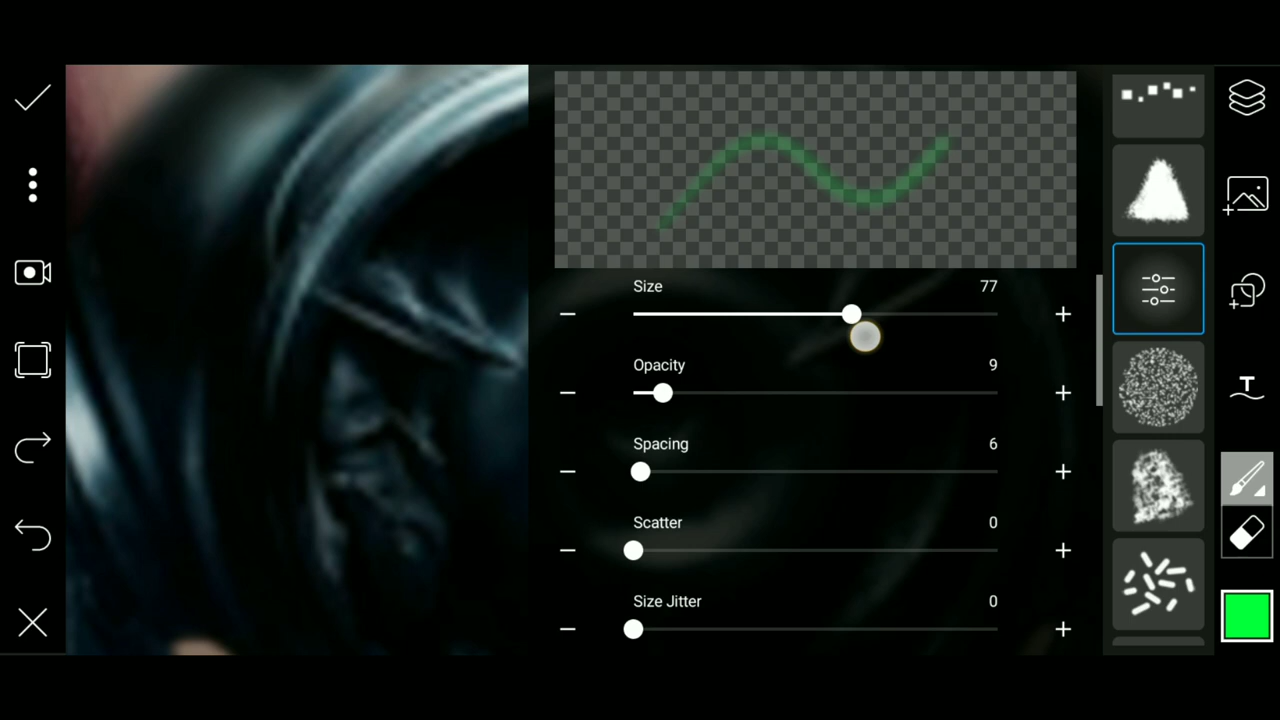 Size 77
Opacity 9
Spacing 6
Scatter 0
Size Jitter 0
T